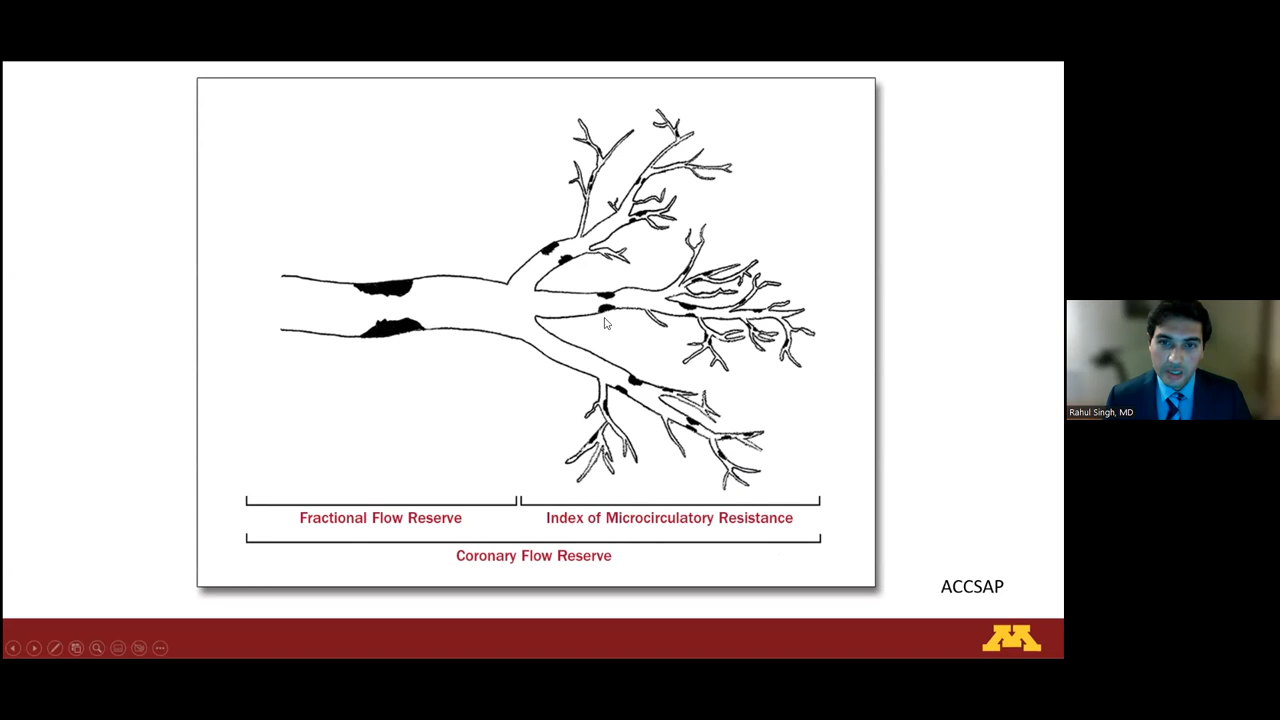 Fractional Flow Reserve
Index of Microcirculatory Resistance
Coronary Flow Reserve
ACCSAP
M
Rahul Singh, MD